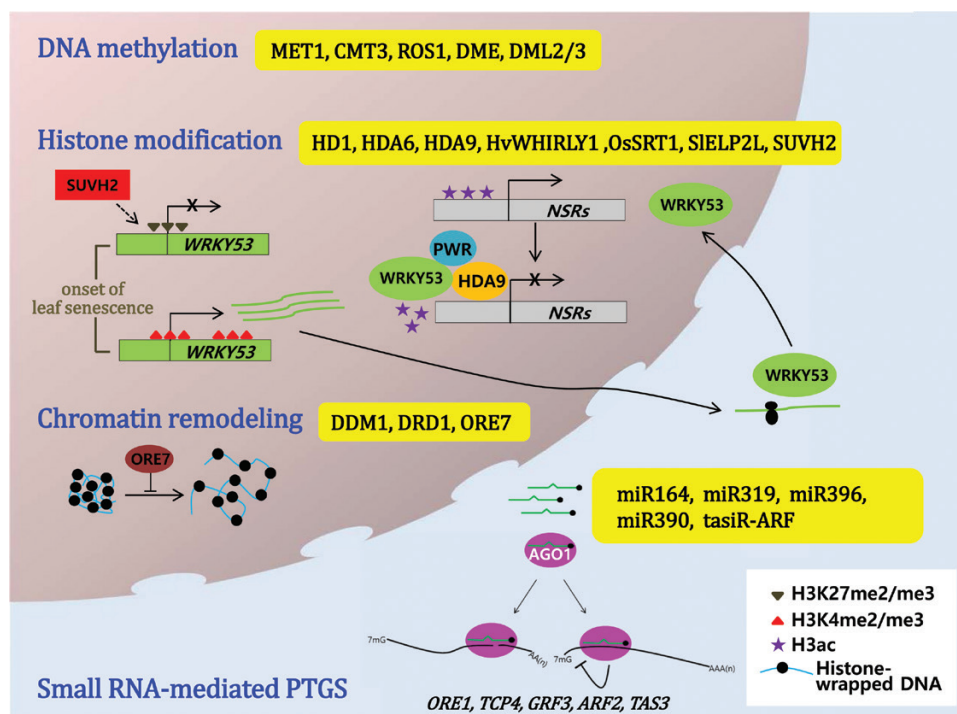 DNA methylation
MET1, CMT3, ROS1, DME, DML2/3
Histone modification
HD1, HDA6, HDA9, HvWHIRLY1 ,OsSRT1, SlELP2L, SUVH2
SUVH2
X
WRKY53
onset of
leaf senescence
WRKY53
NSRs
PWR
WRKY53
HDA9
X
NSRs
WRKY53
WRKY53
Chromatin remodeling
DDM1, DRD1, ORE7
ORE7
miR164, miR319, miR396,
miR390, tasiR-ARF
AGO1
7mG
AA(n)
7mG
AAA(n)
ORE1, TCP4, GRF3, ARF2, TAS3
Small RNA-mediated PTGS
H3K27me2/me3
H3K4me2/me3
H3ac
Histone-
wrapped DNA